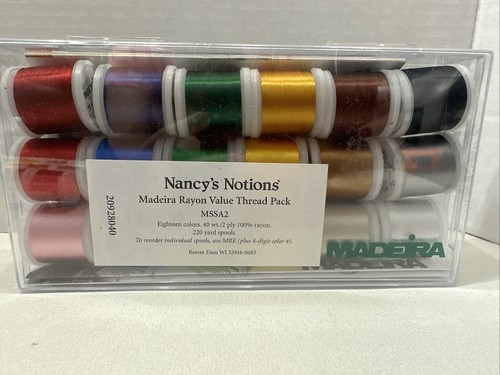 Nancy's Notions®
Madeira Rayon Value Thread Pack
MSSA2
Eighteen colors, 40 wt./2 ply 100% rayon.
220 yard spools.
To reorder individual spools, use MRE (plus 4-digit color #).
Beaver Dam WI 53916-0683
20928040
MADEIRA